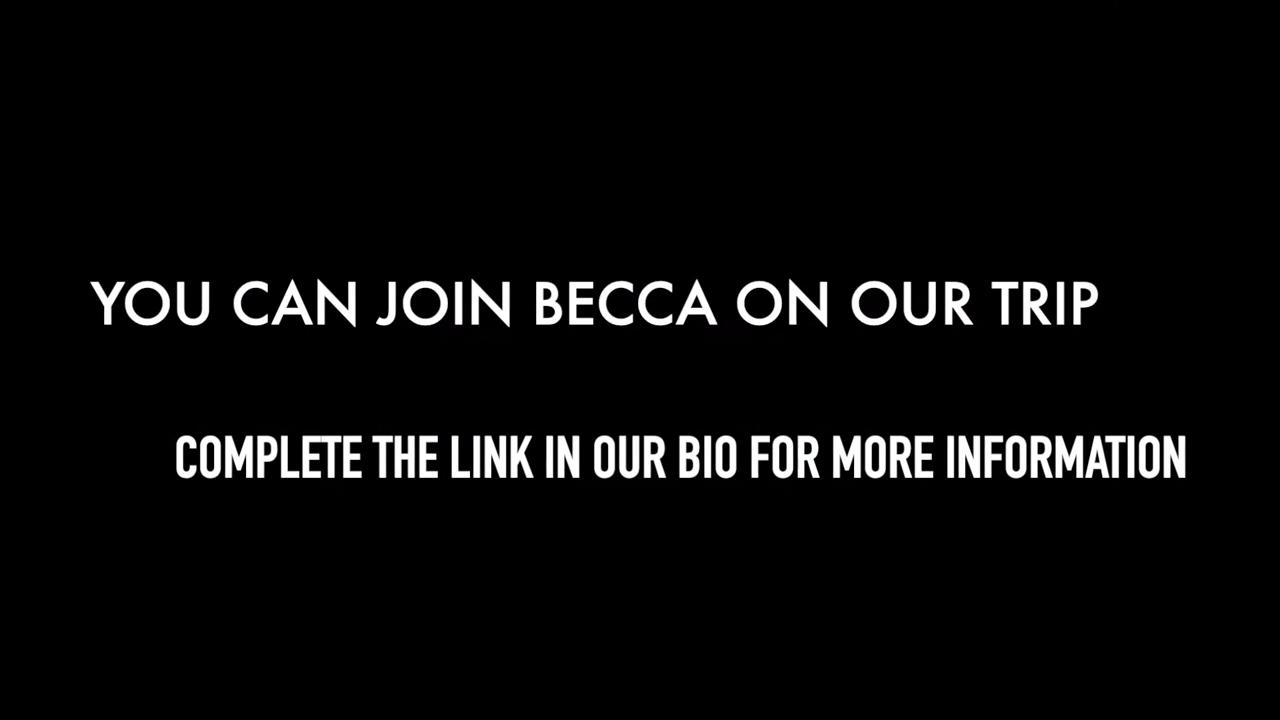 YOU CAN JOIN BECCA ON OUR TRIP
COMPLETE THE LINK IN OUR BIO FOR MORE INFORMATION